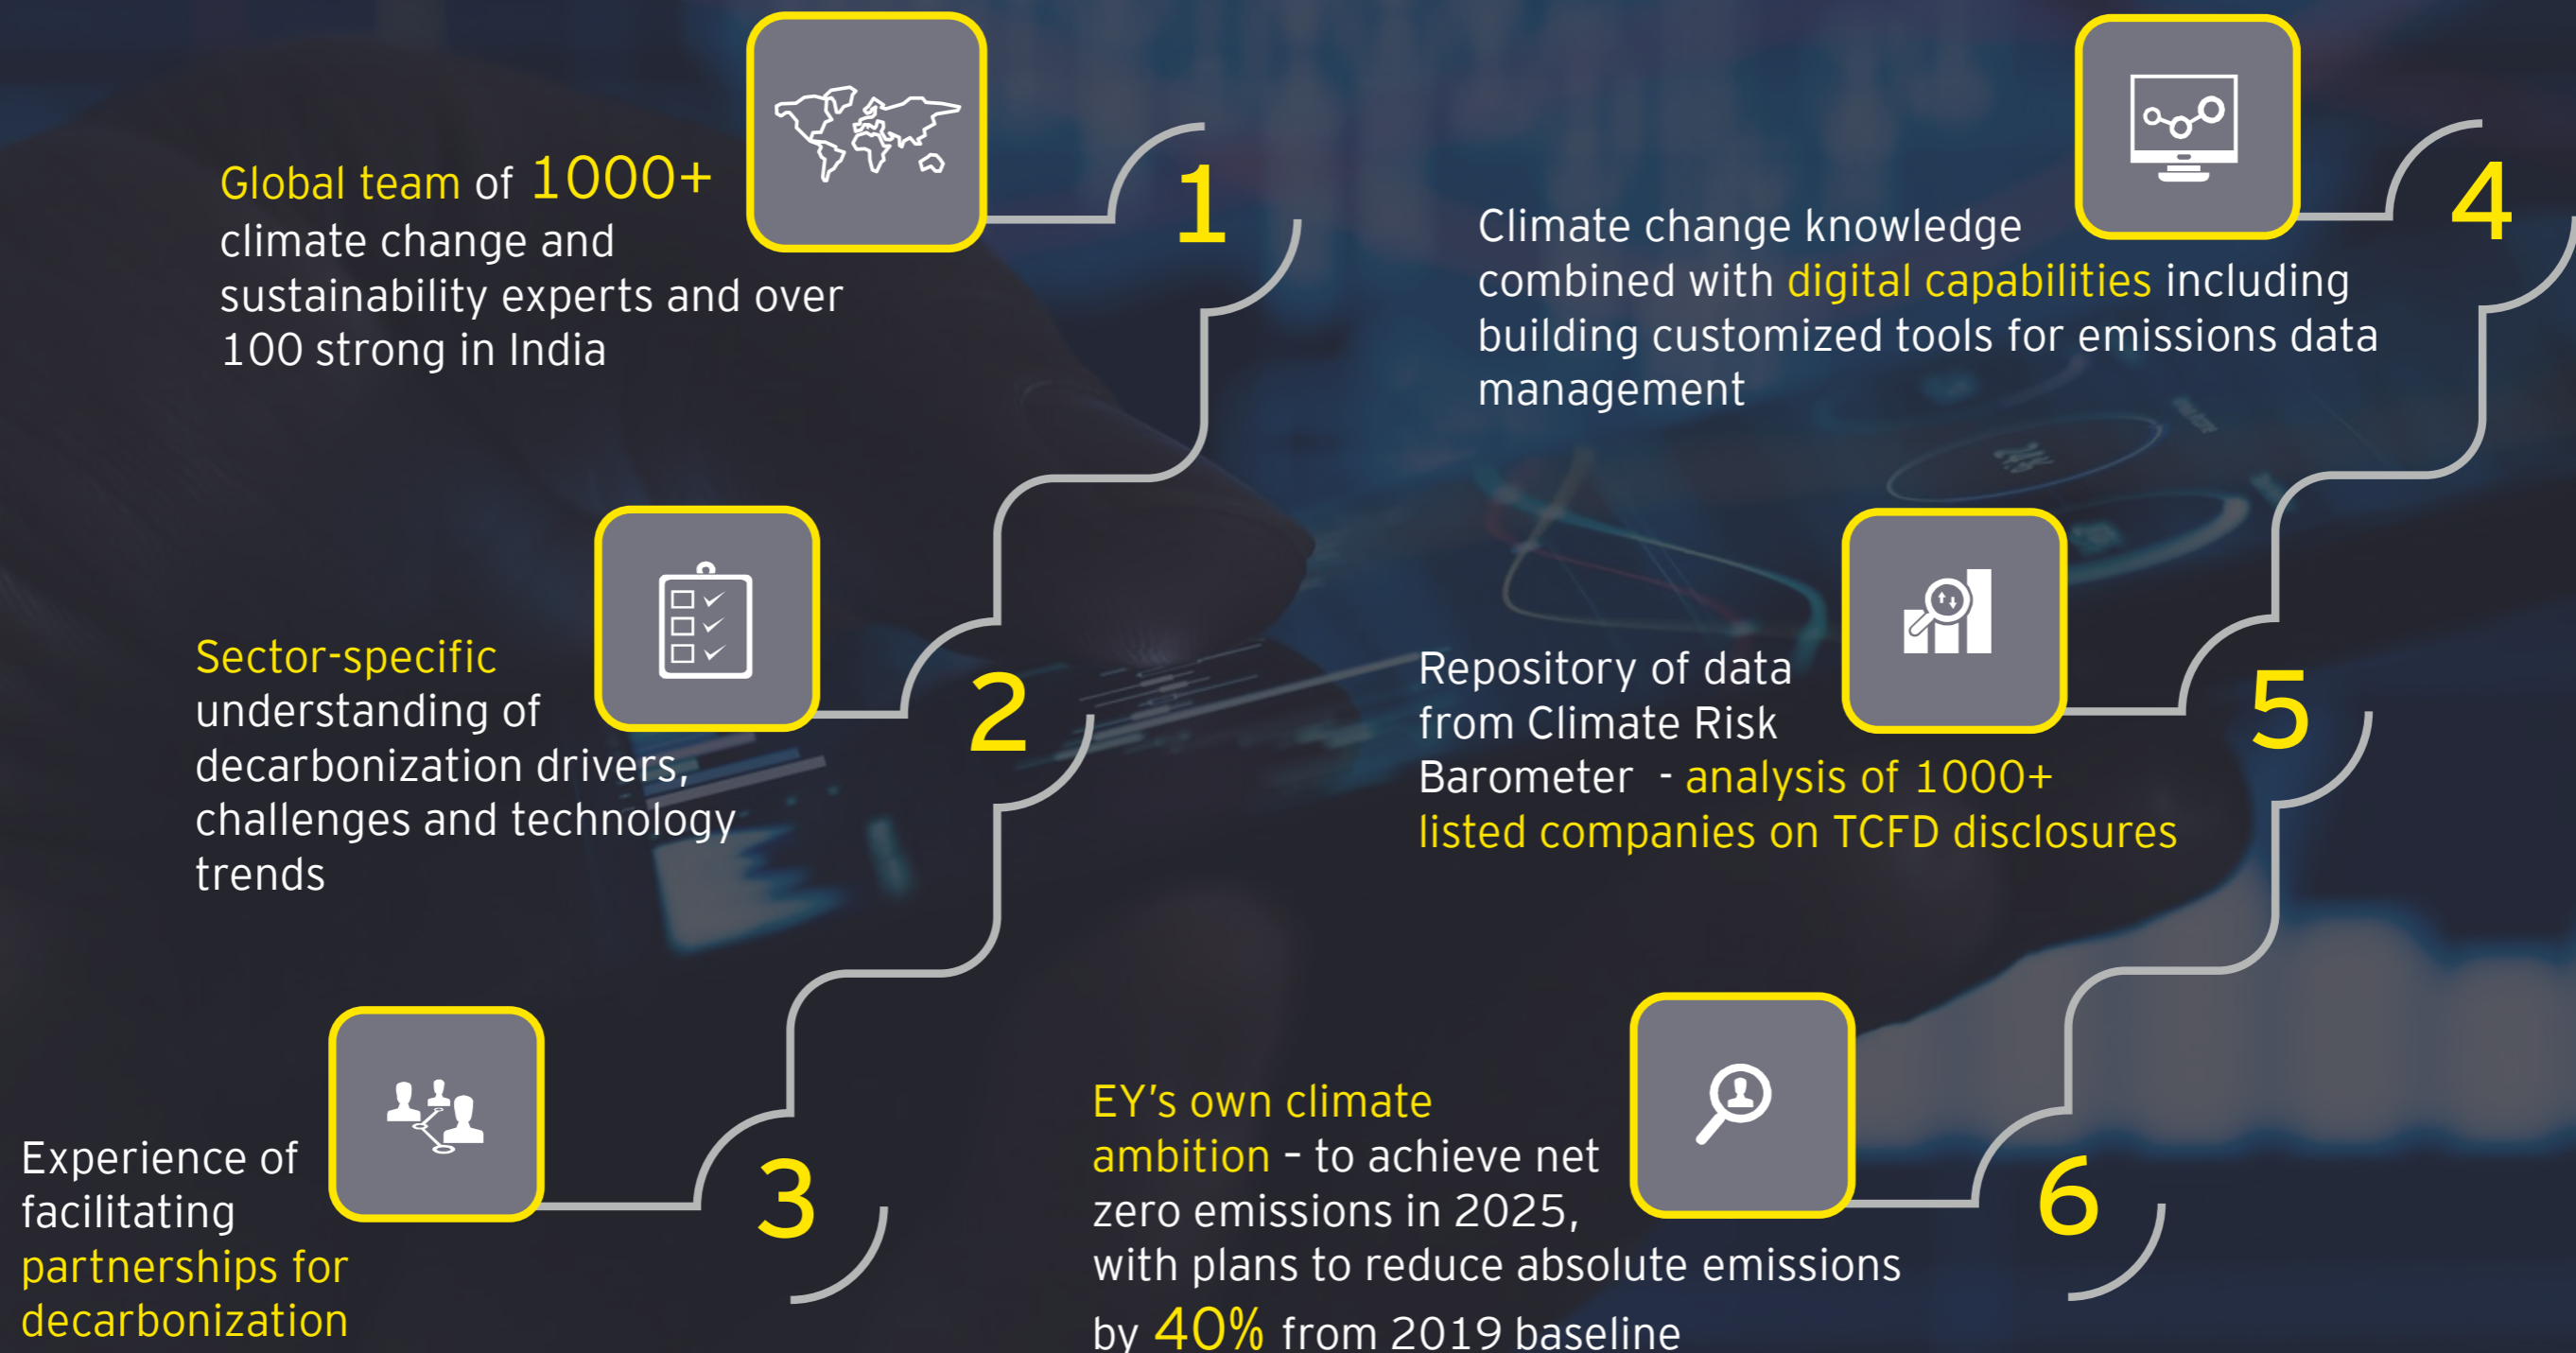 Global team of 1000+
climate change and
sustainability experts and over
100 strong in India
1
Sector-specific
understanding of
decarbonization drivers,
challenges and technology
trends
2
Experience of
facilitating
partnerships for
decarbonization
3
Climate change knowledge
combined with digital capabilities including
building customized tools for emissions data
management
4
Repository of data
from Climate Risk
Barometer - analysis of 1000+
listed companies on TCFD disclosures
5
EY's own climate
ambition – to achieve net
zero emissions in 2025,
with plans to reduce absolute emissions
by 40% from 2019 baseline
6